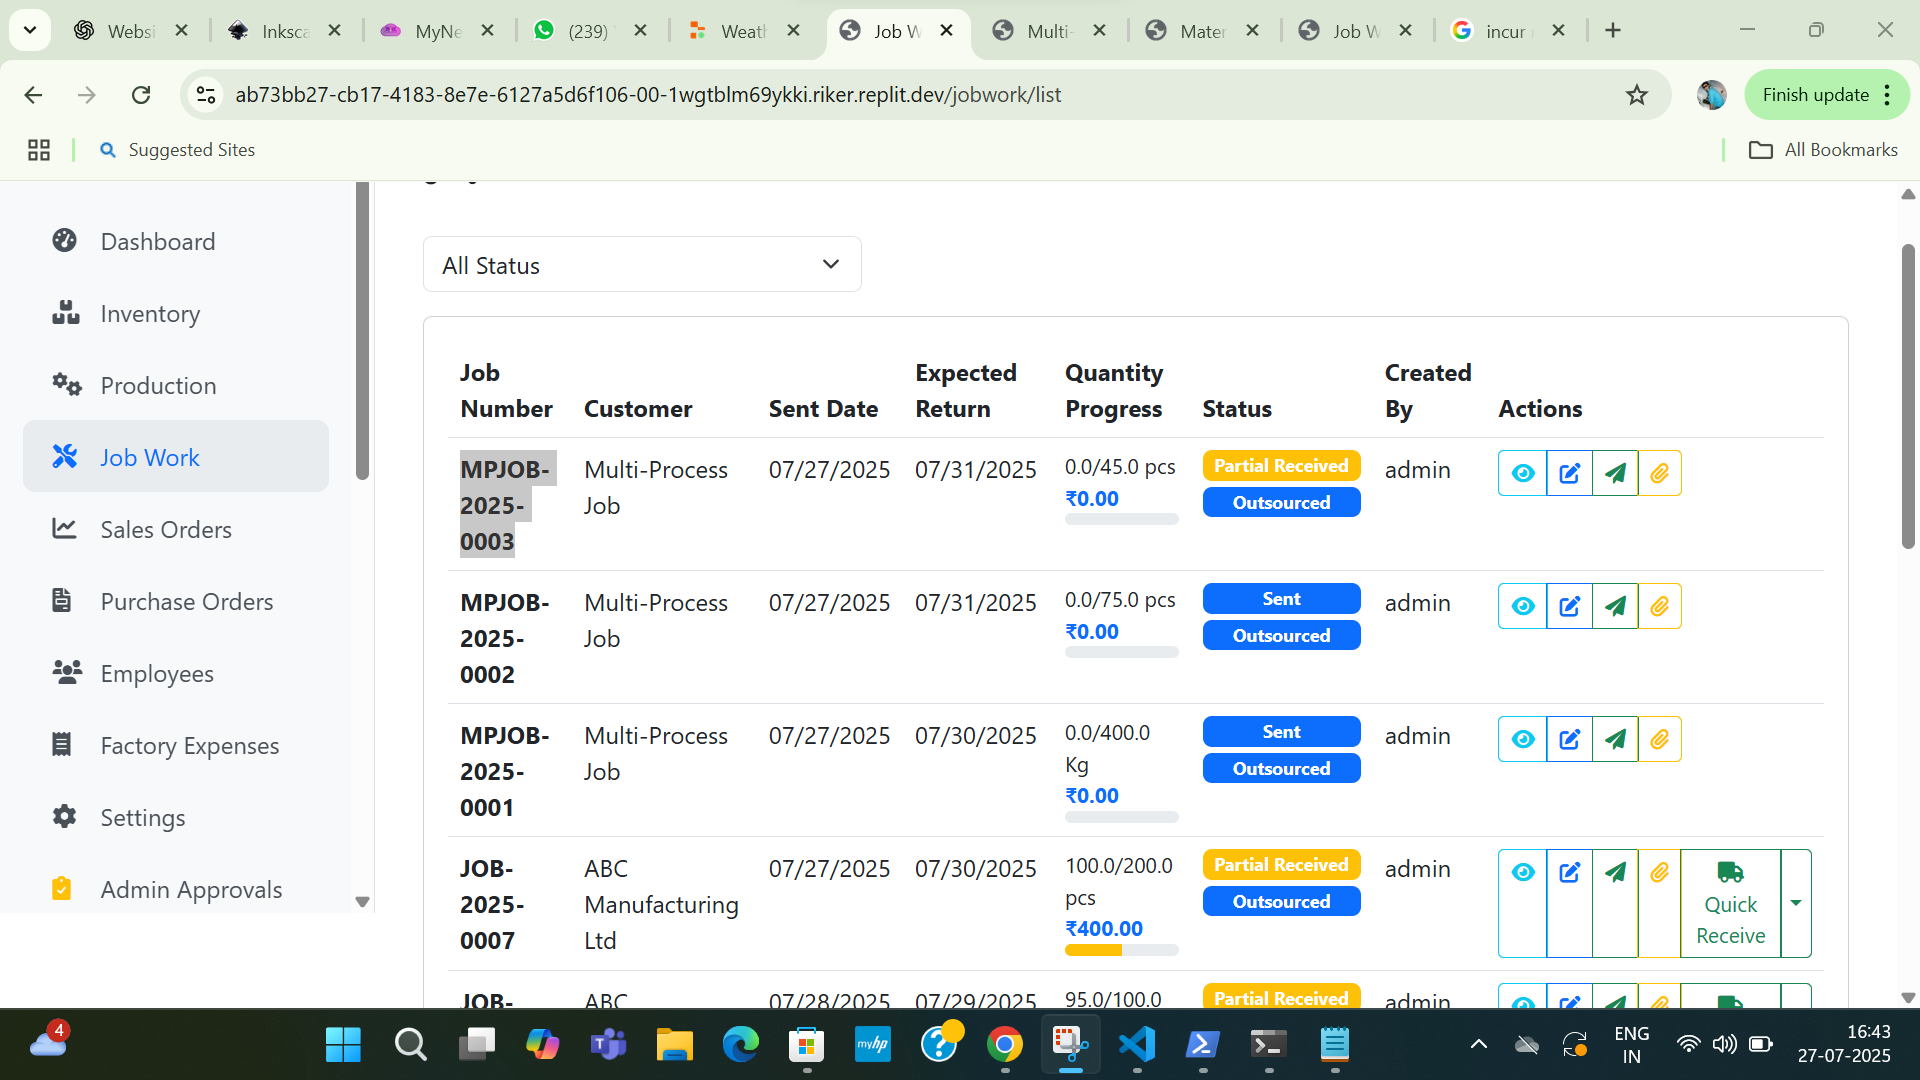 Websi
Inksca
MyNe
(239)
Weath
Job W
Multi-
Mater
Job W
incur
ab73bb27-cb17-4183-8e7e-6127a5d6f106-00-1wgtblm69ykki.riker.replit.dev/jobwork/list
Finish update
Suggested Sites
All Bookmarks
Dashboard
Inventory
Production
Job Work
Sales Orders
Purchase Orders
Employees
Factory Expenses
Settings
Admin Approvals
All Status
Job Number Customer Sent Date Expected Return Quantity Progress Status Created By Actions
MPJOB-2025-0003 Multi-Process Job 07/27/2025 07/31/2025 0.0/45.0 pcs ₹0.00 Partial Received Outsourced admin
MPJOB-2025-0002 Multi-Process Job 07/27/2025 07/31/2025 0.0/75.0 pcs ₹0.00 Sent Outsourced admin
MPJOB-2025-0001 Multi-Process Job 07/27/2025 07/30/2025 0.0/400.0 Kg ₹0.00 Sent Outsourced admin
JOB-2025-0007 ABC Manufacturing Ltd 07/27/2025 07/30/2025 100.0/200.0 pcs ₹400.00 Partial Received Outsourced admin Quick Receive
JOB- ABC 07/28/2025 07/29/2025 95.0/100.0 Partial Received admin
4
myhp
ENG
IN
16:43
27-07-2025